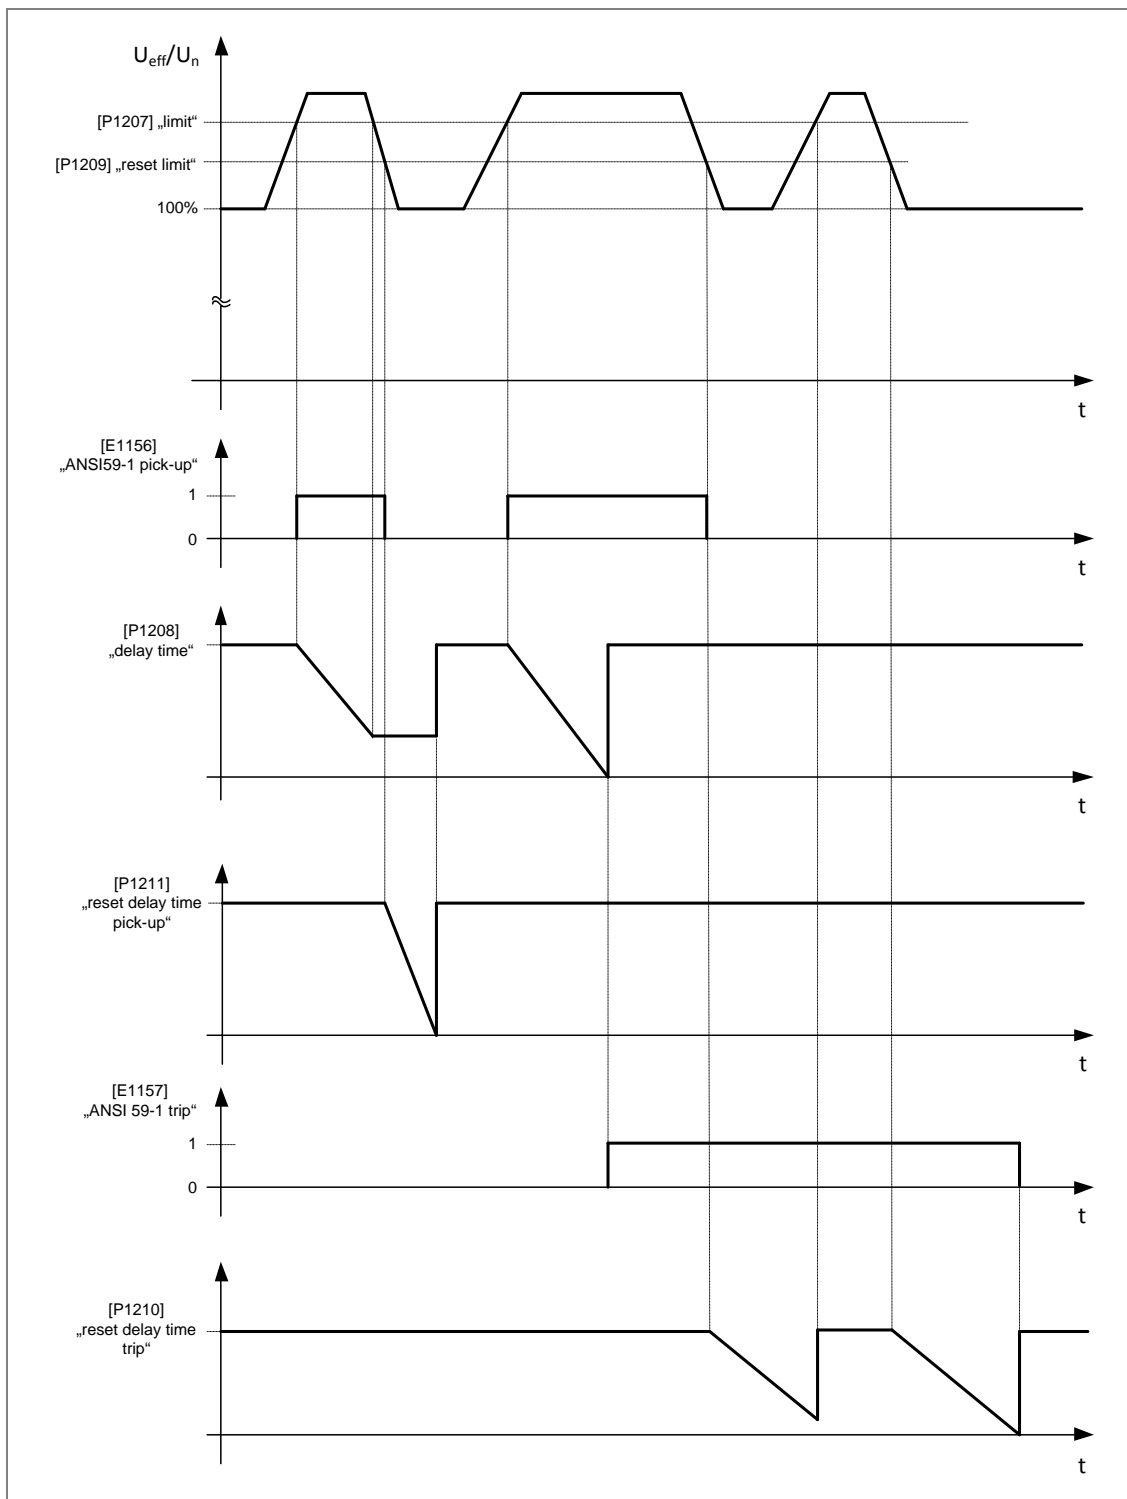 Ueff/Un
[P1207] „limit“
[P1209] „reset limit“
100%
t
[E1156]
„ANSI59-1 pick-up“
1
0
t
[P1208]
„delay time“
t
[P1211]
„reset delay time
pick-up“
t
[E1157]
„ANSI 59-1 trip“
1
0
t
[P1210]
„reset delay time
trip“
t